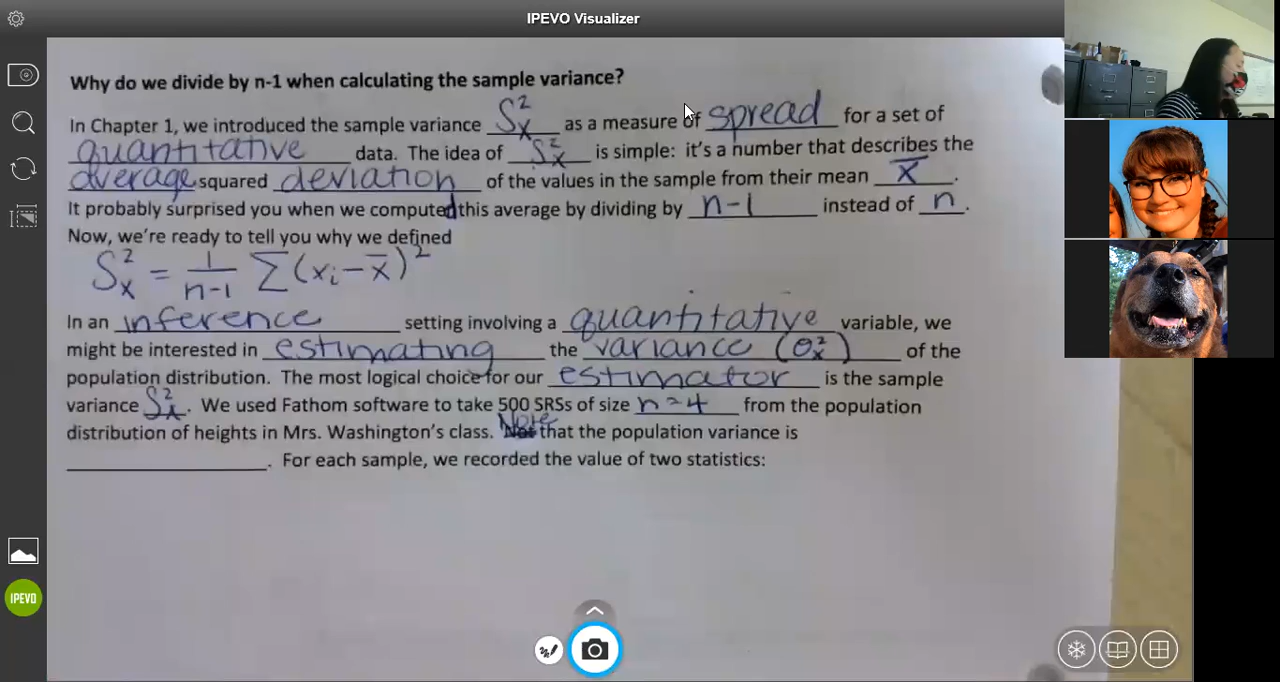 IPEVO Visualizer
Why do we divide by n-1 when calculating the sample variance?
In Chapter 1, we introduced the sample variance Sₓ² as a measure of spread for a set of
quantitative data. The idea of Sₓ² is simple: it's a number that describes the
average squared deviation of the values in the sample from their mean x̄.
It probably surprised you when we computed this average by dividing by n-1 instead of n.
Now, we're ready to tell you why we defined
Sₓ² = 1/(n-1) Σ(xᵢ-x̄)²
In an inference setting involving a quantitative variable, we
might be interested in estimating the variance (σₓ²) of the
population distribution. The most logical choice for our estimator is the sample
variance Sₓ². We used Fathom software to take 500 SRSs of size n=4 from the population
distribution of heights in Mrs. Washington's class. Note that the population variance is
____________. For each sample, we recorded the value of two statistics:
IPEVO